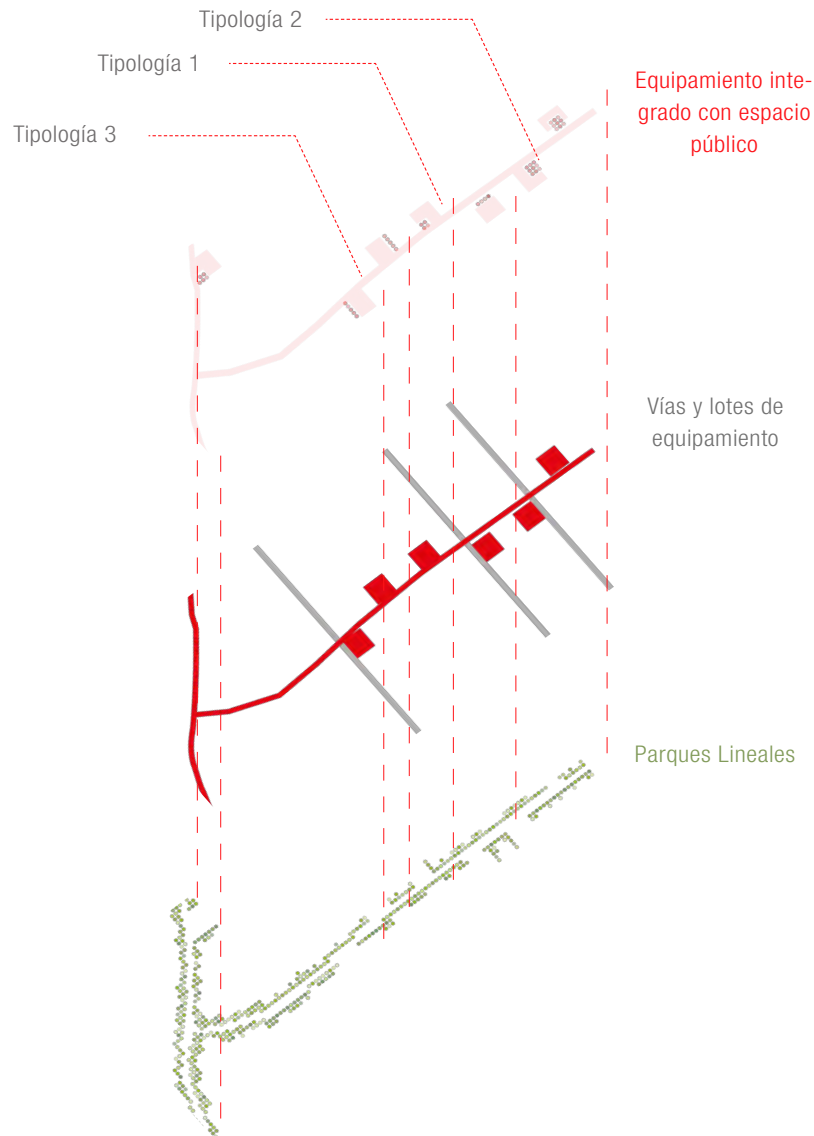 Tipología 2
Tipología 1
Tipología 3
Equipamiento inte-
grado con espacio
público
Vías y lotes de
equipamiento
Parques Lineales